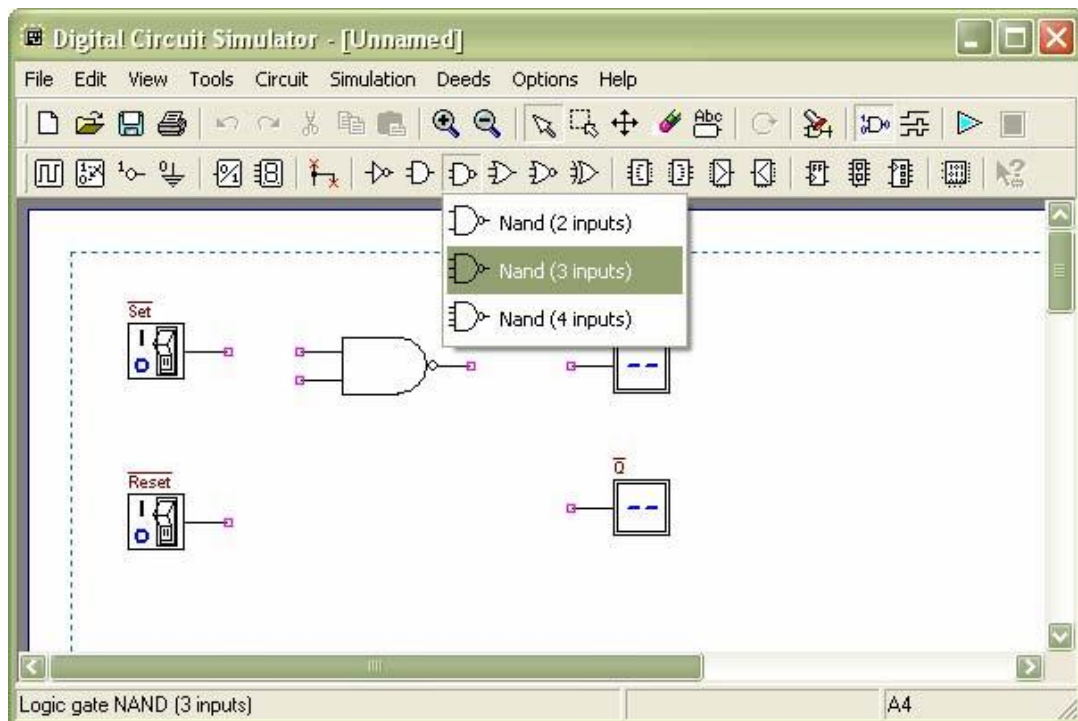 Digital Circuit Simulator - [Unnamed]
File Edit View Tools Circuit Simulation Deeds Options Help
Abc
Nand (2 inputs)
Nand (3 inputs)
Nand (4 inputs)
Set
Reset
Q
Logic gate NAND (3 inputs)
A4